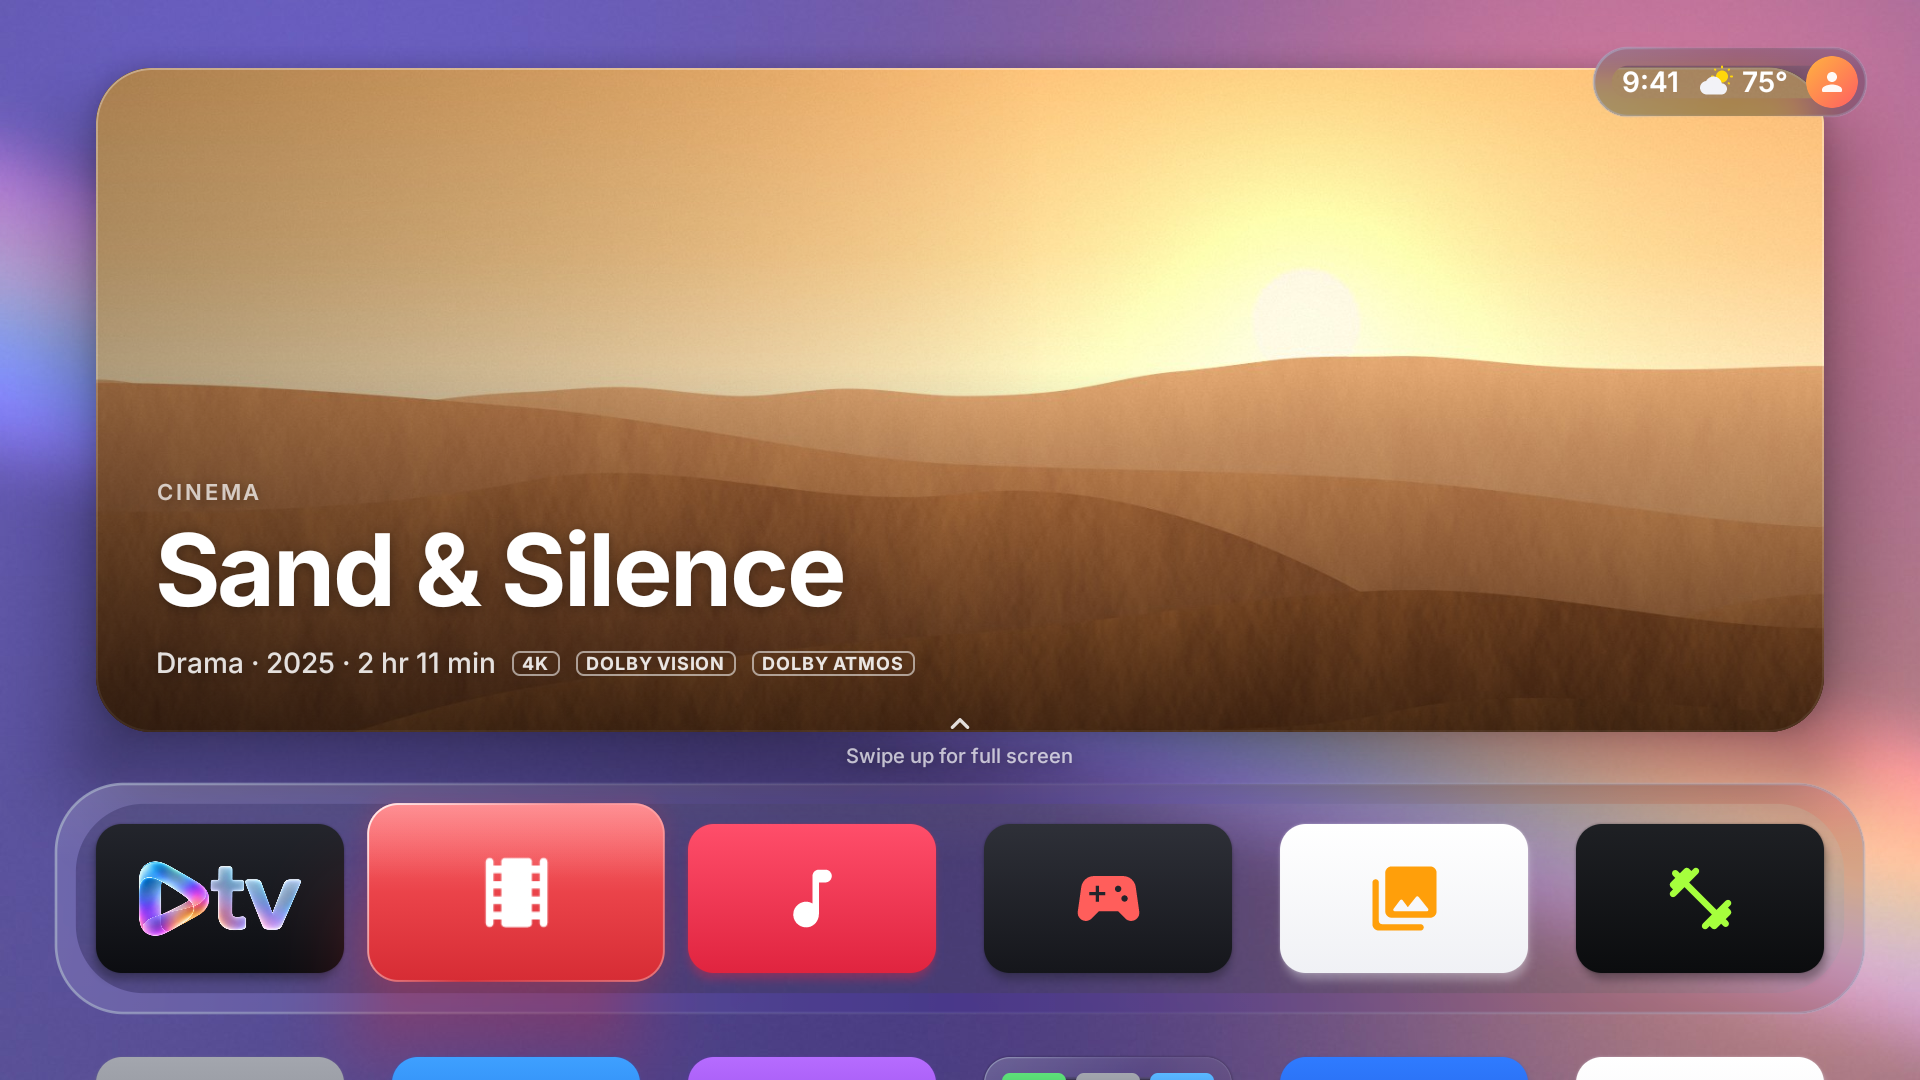 9:41 75°
CINEMA
Sand & Silence
Drama · 2025 · 2 hr 11 min 4K DOLBY VISION DOLBY ATMOS
Swipe up for full screen
tv